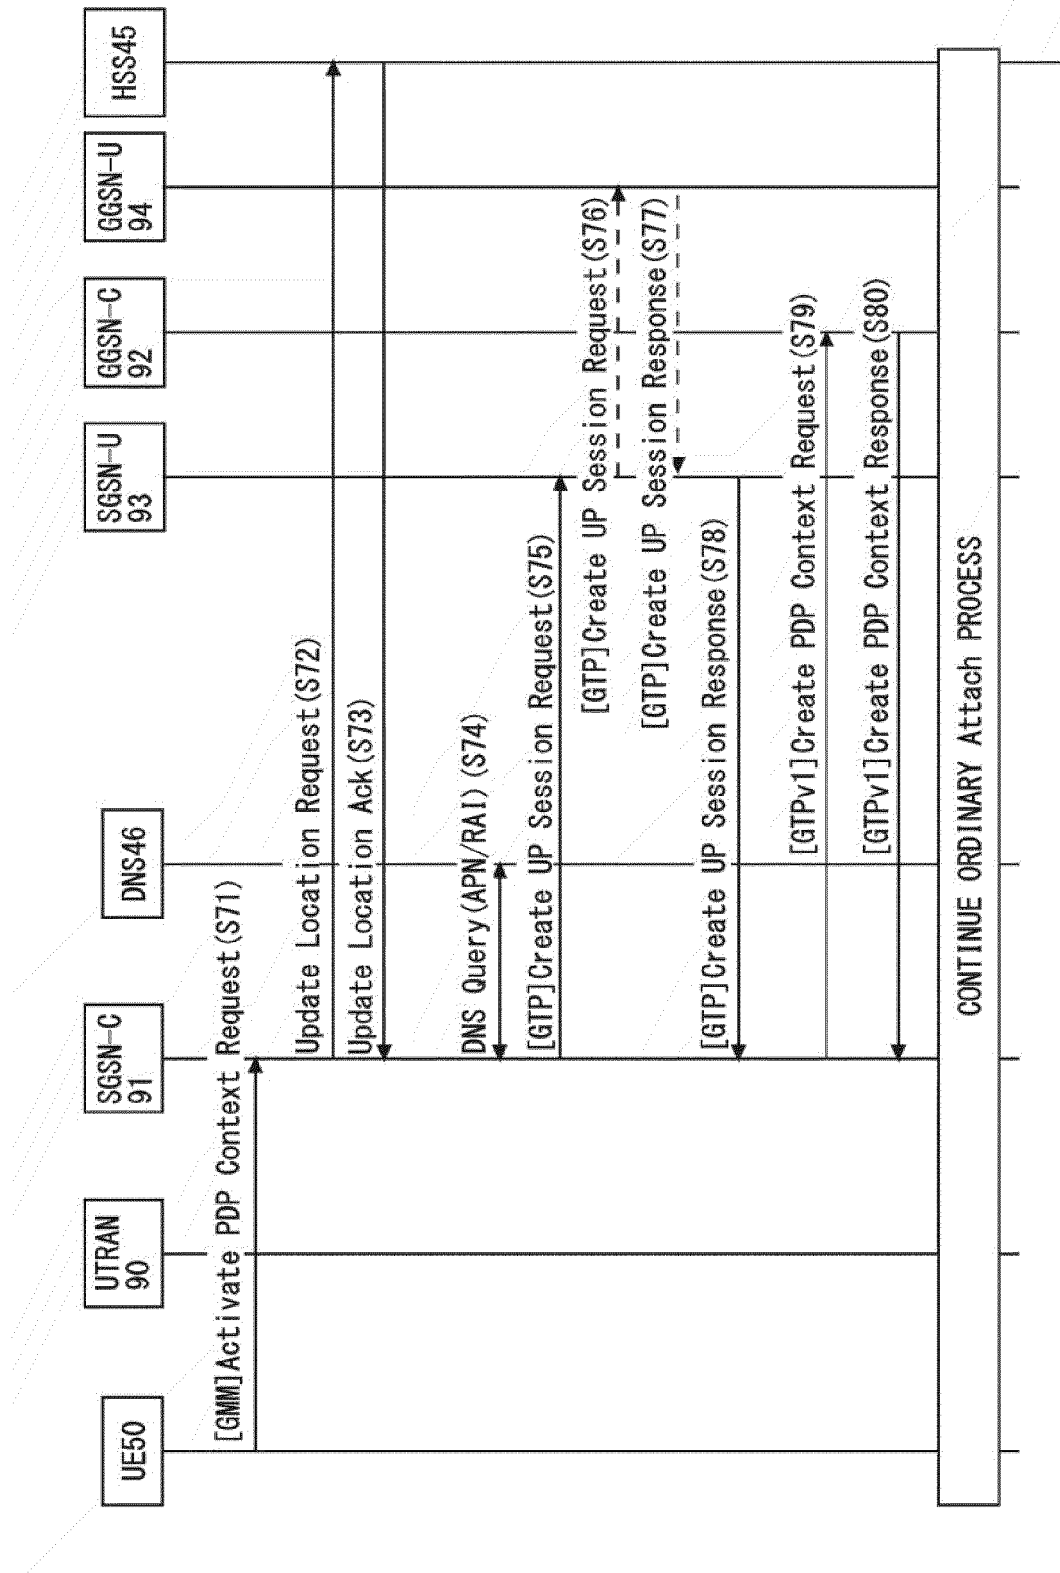 UE50
UTRAN
90
SGSN-C
91
DNS46
SGSN-U
93
GGSN-C
92
GGSN-U
94
HSS45
[GMM]Activate PDP Context Request(S71)
Update Location Request(S72)
Update Location Ack(S73)
DNS Query(APN/RAI)(S74)
[GTP]Create UP Session Request(S75)
[GTP]Create UP Session Request(S76)
[GTP]Create UP Session Response(S77)
[GTP]Create UP Session Response(S78)
[GTPv1]Create PDP Context Request(S79)
[GTPv1]Create PDP Context Response(S80)
CONTINUE ORDINARY Attach PROCESS